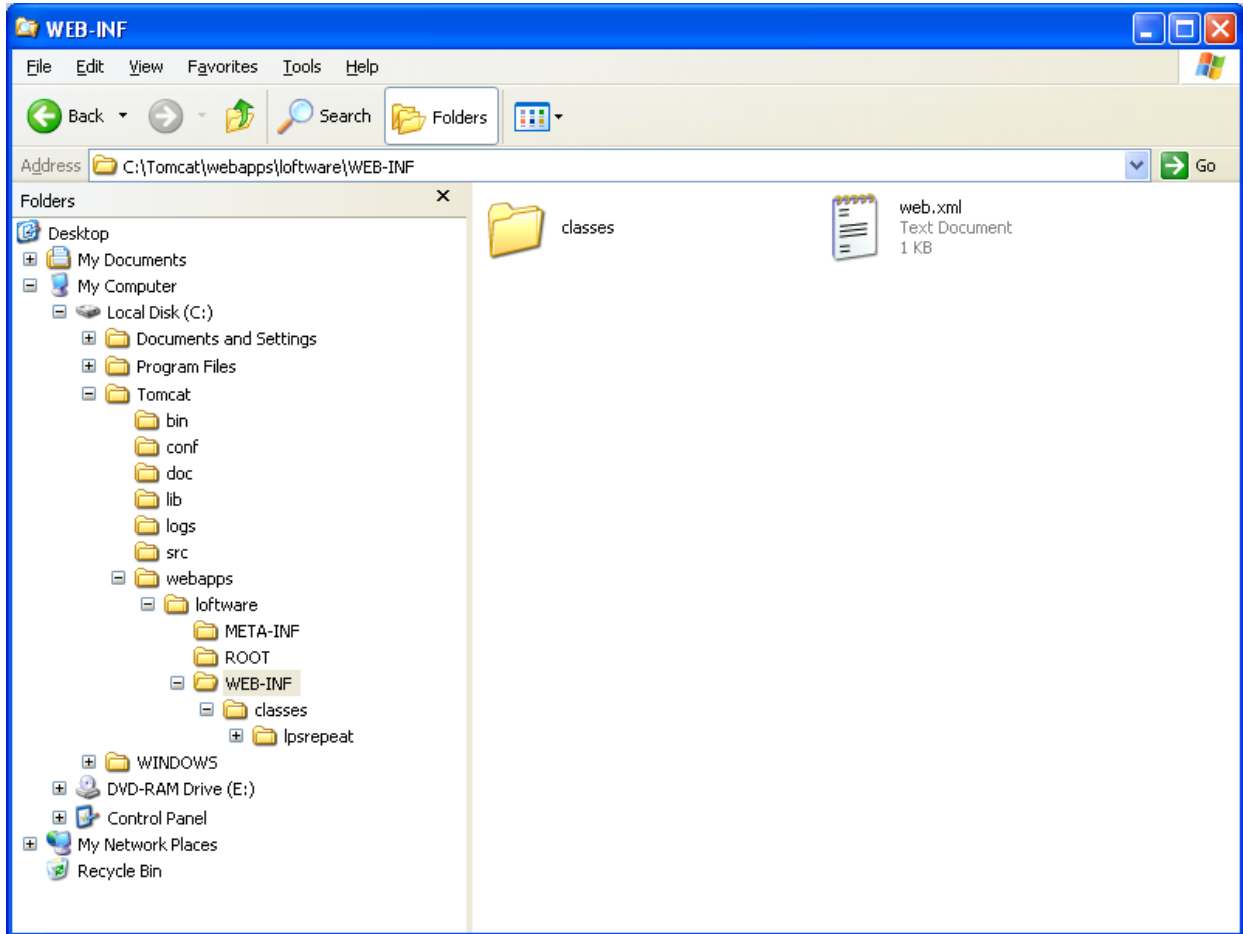 WEB-INF
File Edit View Favorites Tools Help
Back Search Folders
Address C:\Tomcat\webapps\loftware\WEB-INF Go
Folders
Desktop
My Documents
My Computer
Local Disk (C:)
Documents and Settings
Program Files
Tomcat
bin
conf
doc
lib
logs
src
webapps
loftware
META-INF
ROOT
WEB-INF
classes
lpsrepeat
WINDOWS
DVD-RAM Drive (E:)
Control Panel
My Network Places
Recycle Bin
classes
web.xml
Text Document
1 KB